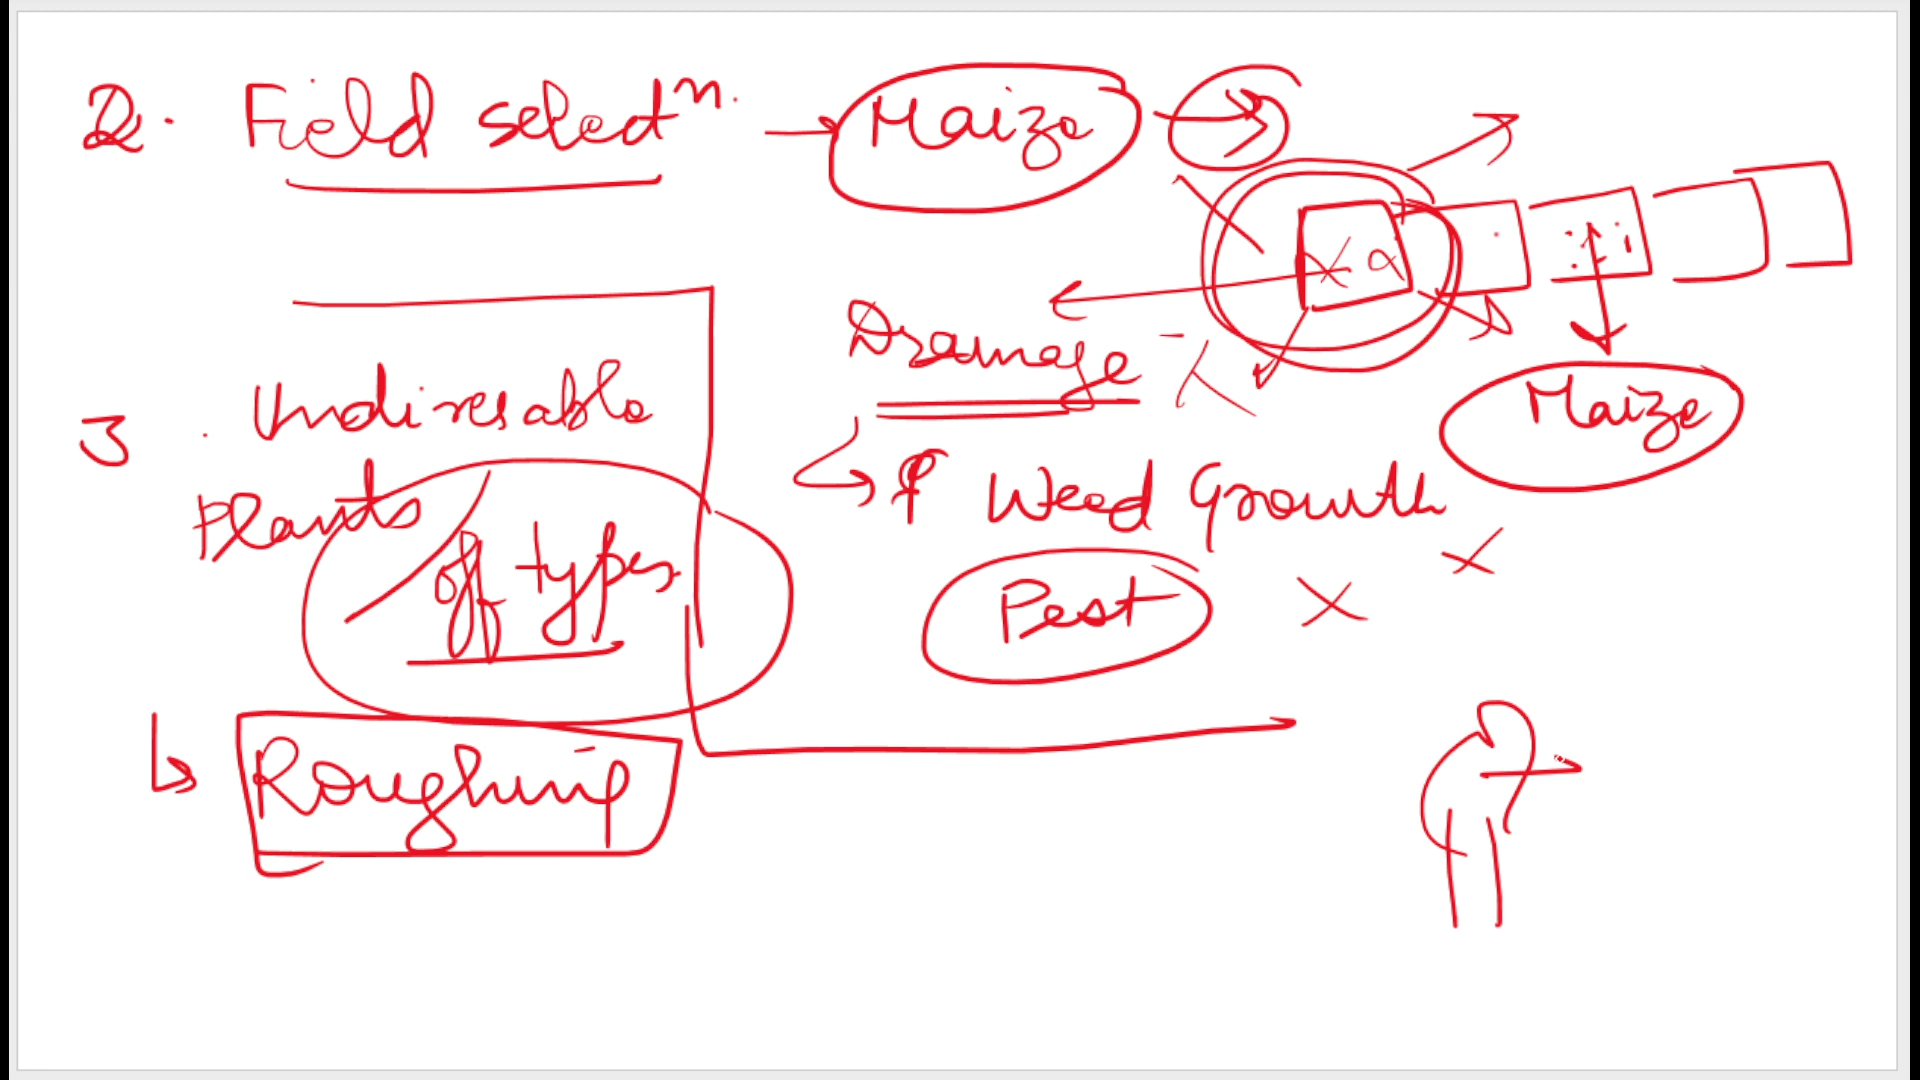 2. Field selectn. → Maize →
Drainage
Maize
3. Undiresable
Plants
↑ Weed Growth
off types
Pest
Roughing